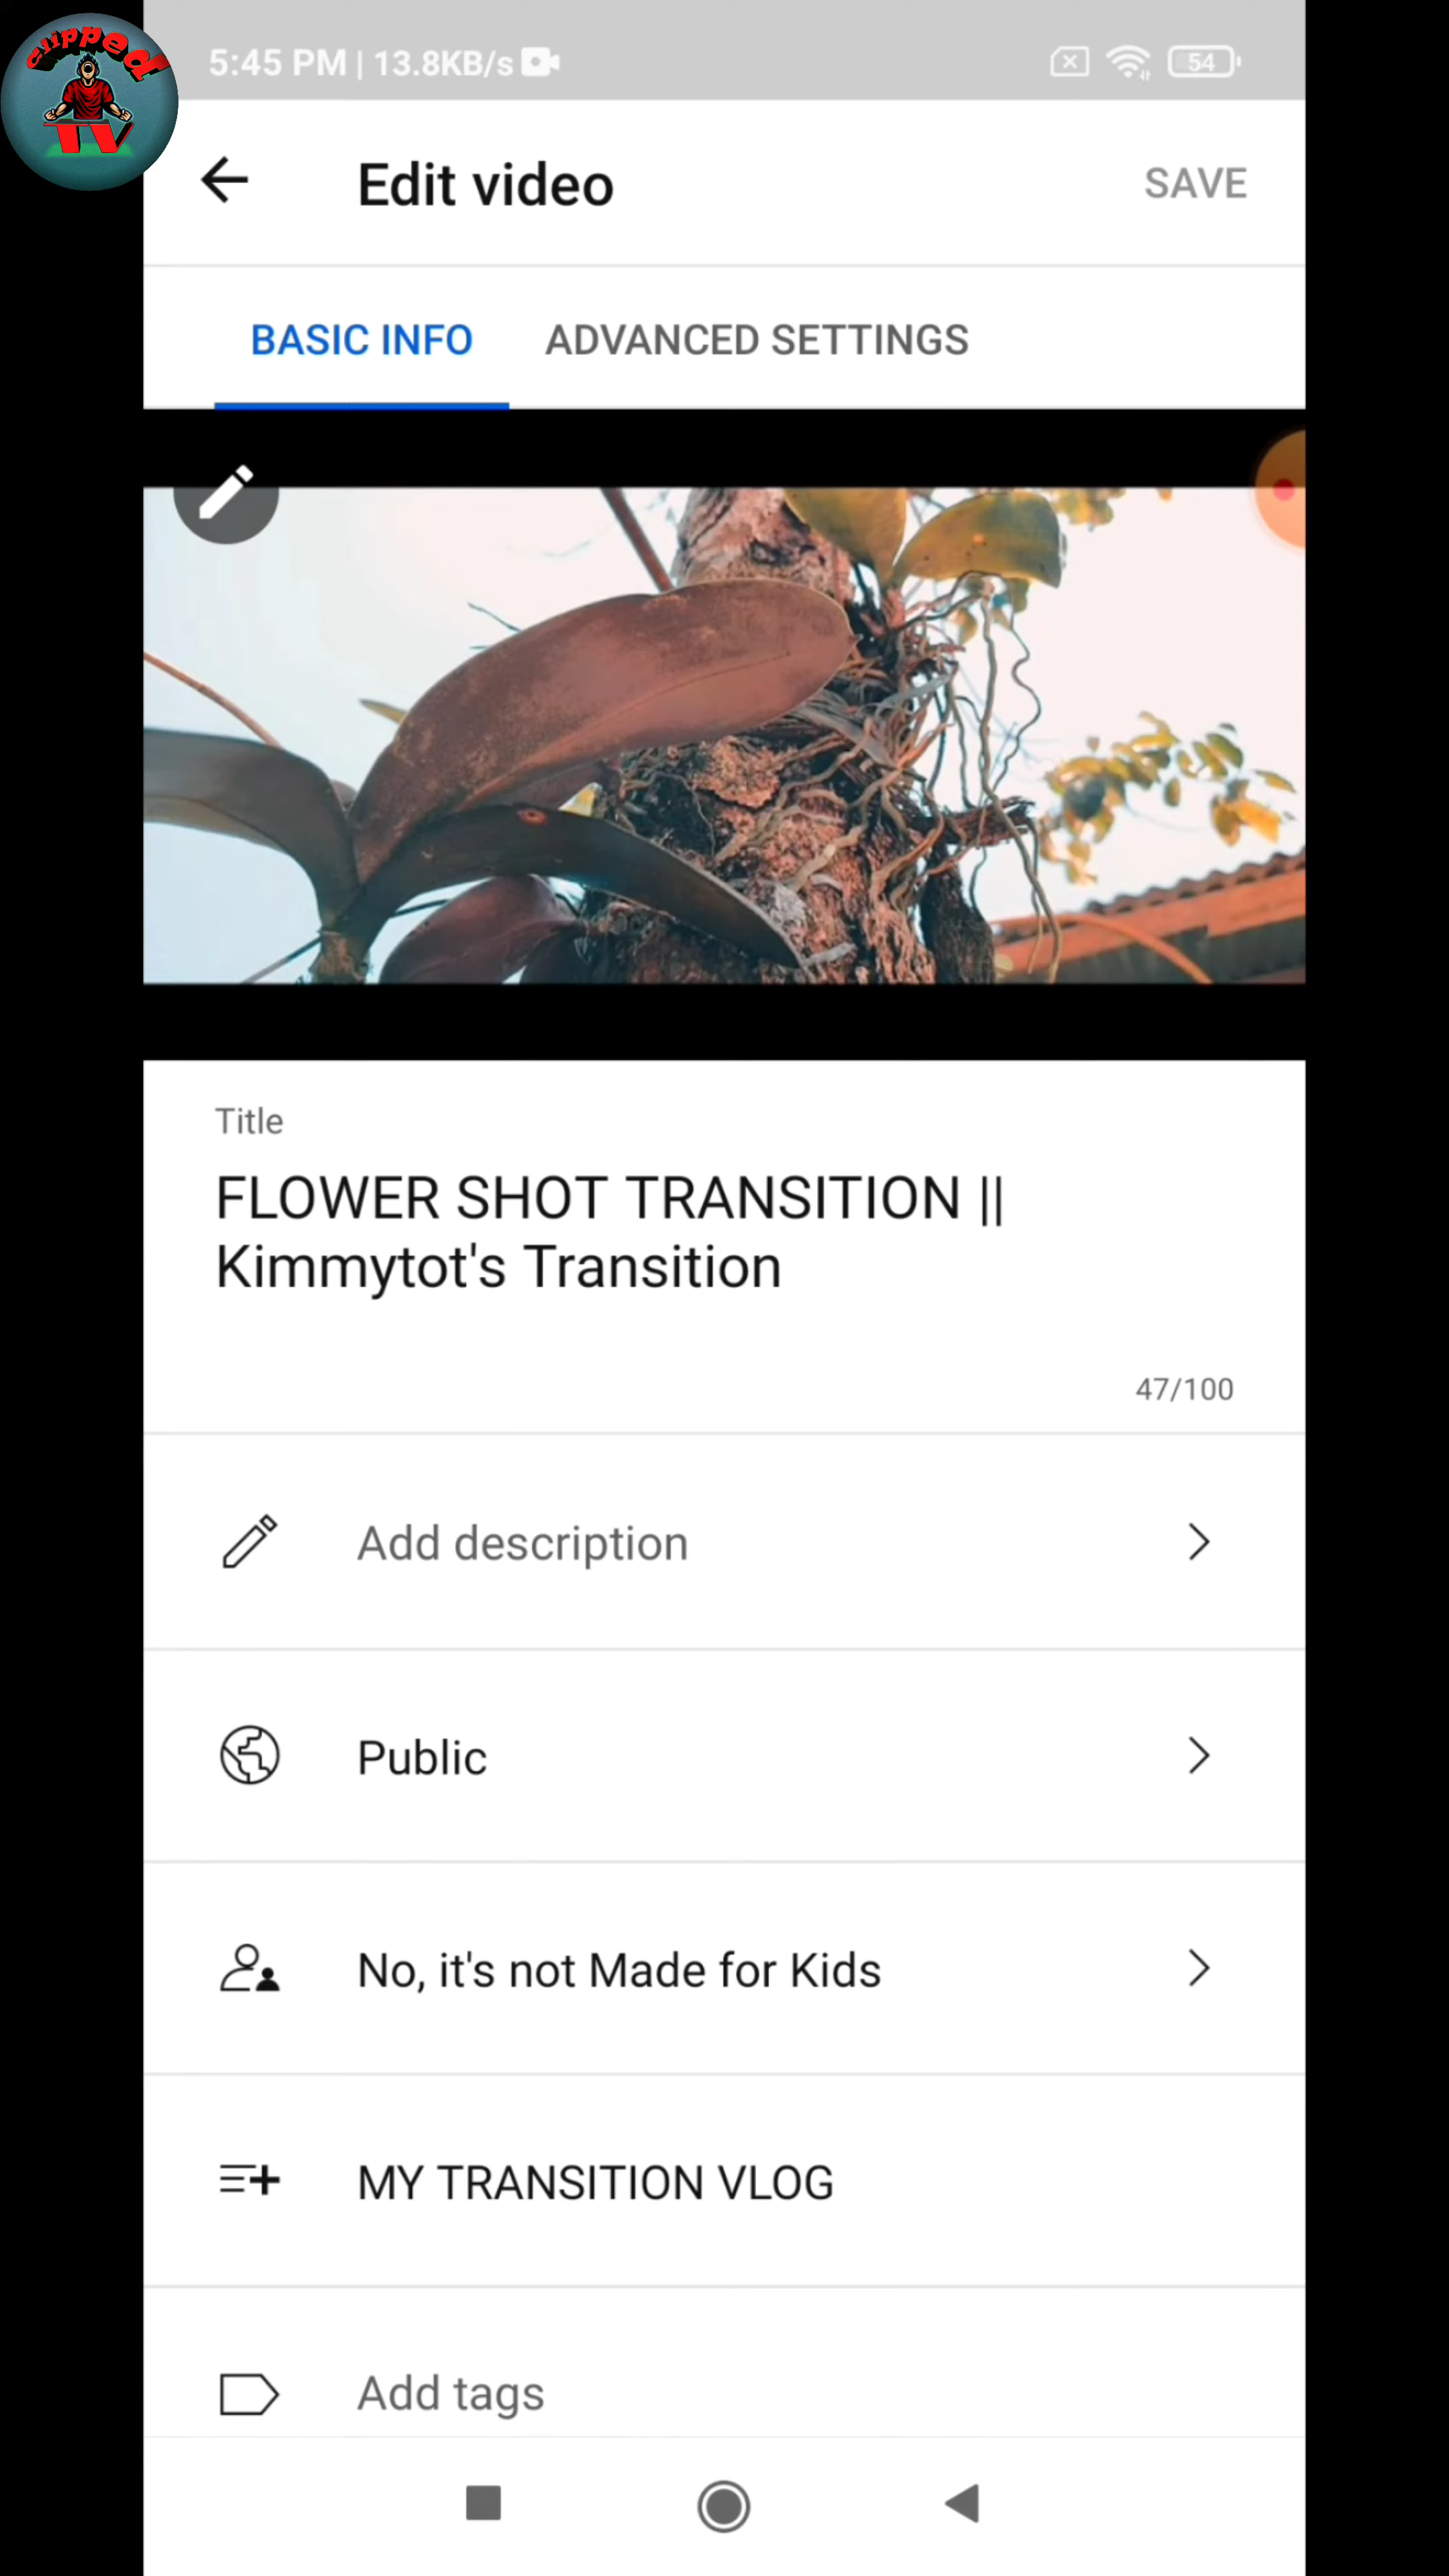 Clipped
TV
5:45 PM | 13.8KB/s
54
Edit video
SAVE
BASIC INFO
ADVANCED SETTINGS
Title
FLOWER SHOT TRANSITION ||
Kimmytot's Transition
47/100
Add description
Public
No, it's not Made for Kids
MY TRANSITION VLOG
Add tags